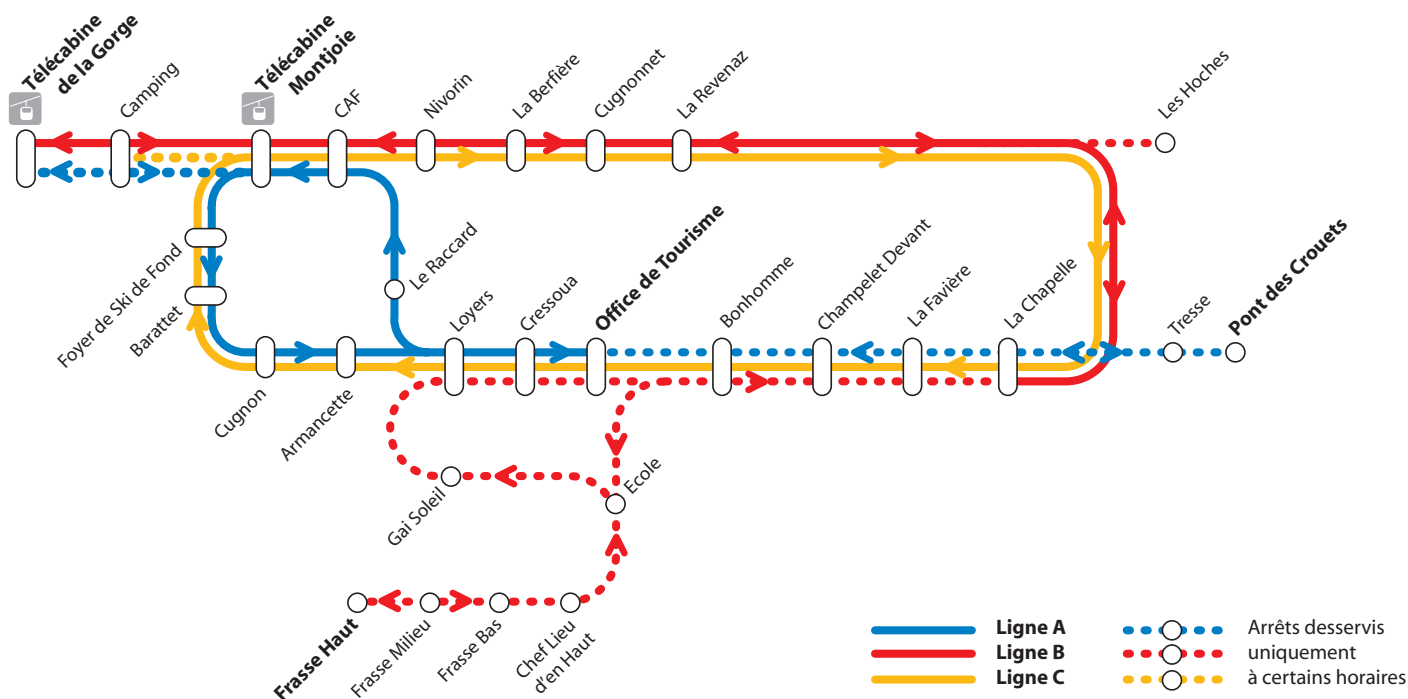 Télécabine
de la Gorge
Camping
Télécabine
Montjoie
CAF
Nivorin
La Berfière
Cugnonnet
La Revenaz
Les Hoches
Foyer de Ski de Fond
Barattet
Le Raccard
Loyers
Cressoua
Office de Tourisme
Bonhomme
Champelet Devant
La Favière
La Chapelle
Tresse
Pont des Crouets
Cugnon
Armancette
Gai Soleil
Ecole
Frasse Haut
Frasse Milieu
Frasse Bas
Chef Lieu
d'en Haut
Ligne A
Ligne B
Ligne C
Arrêts desservis
uniquement
à certains horaires